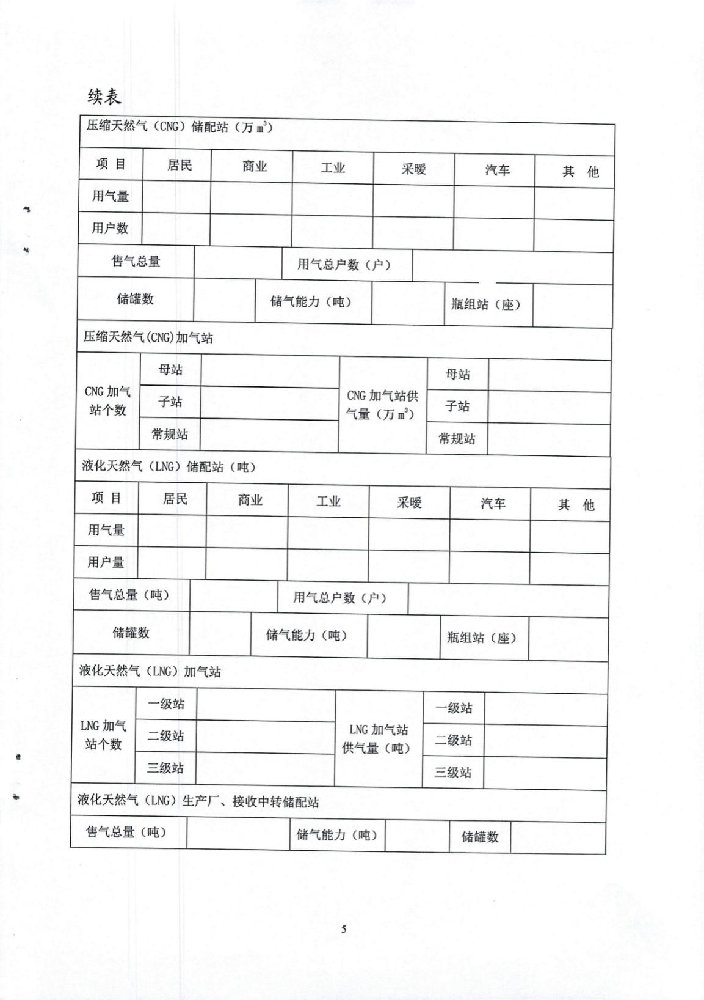 续表
压缩天然气（CNG）储配站（万 m³）
项 目 居民 商业 工业 采暖 汽车 其 他
用气量
用户数
售气总量 用气总户数（户）
储罐数 储气能力（吨） 瓶组站（座）
压缩天然气(CNG)加气站
CNG 加气
站个数
母站
子站
常规站
CNG 加气站供
气量（万 m³）
母站
子站
常规站
液化天然气（LNG）储配站（吨）
项 目 居民 商业 工业 采暖 汽车 其 他
用气量
用户量
售气总量（吨） 用气总户数（户）
储罐数 储气能力（吨） 瓶组站（座）
液化天然气（LNG）加气站
LNG 加气
站个数
一级站
二级站
三级站
LNG 加气站
供气量（吨）
一级站
二级站
三级站
液化天然气（LNG）生产厂、接收中转储配站
售气总量（吨） 储气能力（吨） 储罐数
5